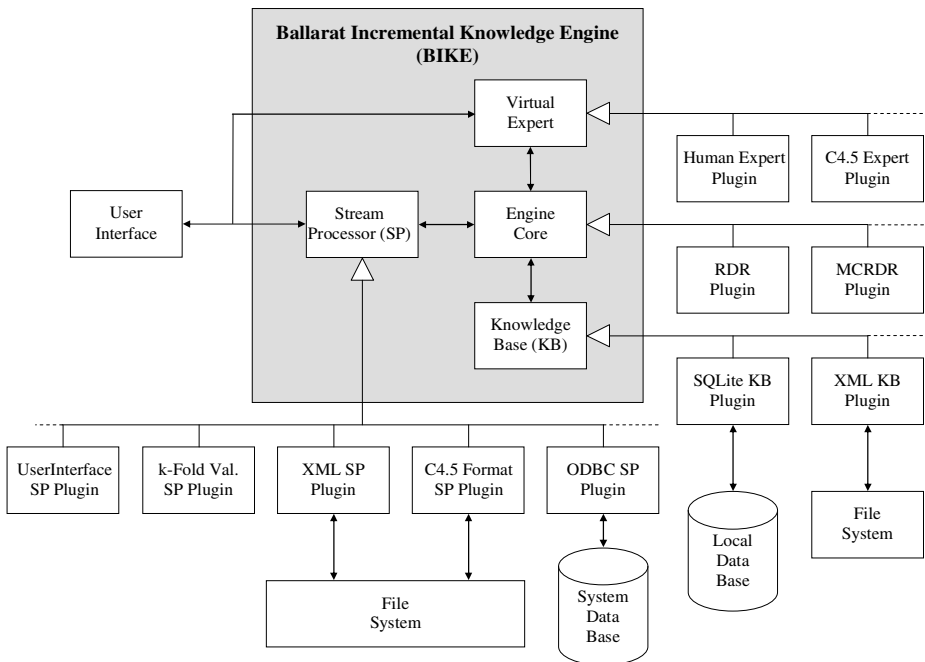 Ballarat Incremental Knowledge Engine
(BIKE)
Virtual
Expert
Human Expert
Plugin
C4.5 Expert
Plugin
User
Interface
Stream
Processor (SP)
Engine
Core
RDR
Plugin
MCRDR
Plugin
Knowledge
Base (KB)
SQLite KB
Plugin
XML KB
Plugin
UserInterface
SP Plugin
k-Fold Val.
SP Plugin
XML SP
Plugin
C4.5 Format
SP Plugin
ODBC SP
Plugin
Local
Data
Base
File
System
File
System
System
Data
Base